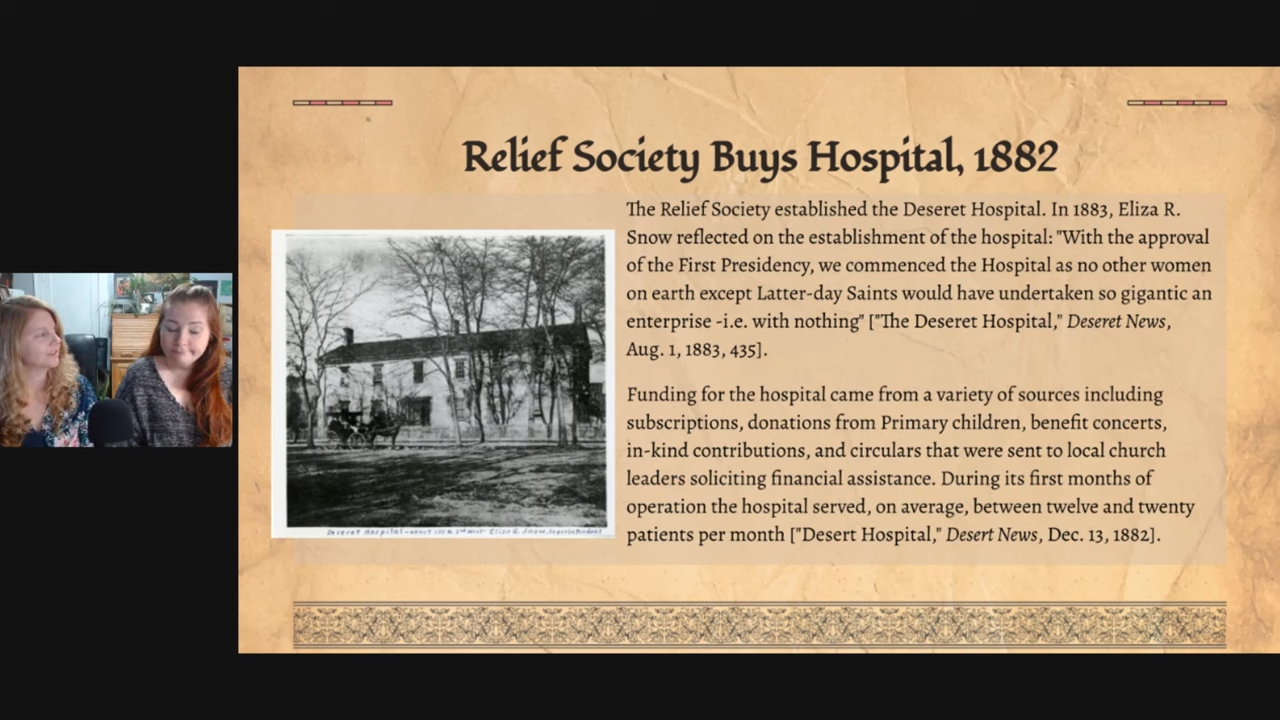 Relief Society Buys Hospital, 1882
The Relief Society established the Deseret Hospital. In 1883, Eliza R.
Snow reflected on the establishment of the hospital: "With the approval
of the First Presidency, we commenced the Hospital as no other women
on earth except Latter-day Saints would have undertaken so gigantic an
enterprise -i.e. with nothing" ["The Deseret Hospital," Deseret News,
Aug. 1, 1883, 435].
Funding for the hospital came from a variety of sources including
subscriptions, donations from Primary children, benefit concerts,
in-kind contributions, and circulars that were sent to local church
leaders soliciting financial assistance. During its first months of
operation the hospital served, on average, between twelve and twenty
patients per month ["Desert Hospital," Desert News, Dec. 13, 1882].
Deseret Hospital - about Eliza R. Snow,